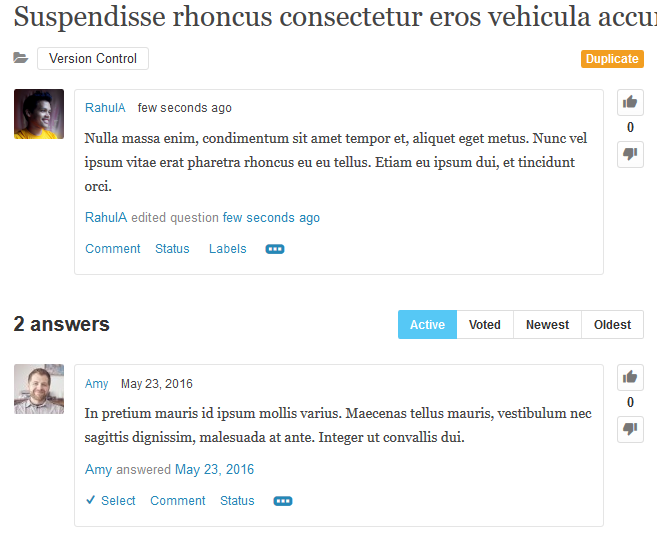 Suspendisse rhoncus consectetur eros vehicula
Version Control
Duplicate
RahulA few seconds ago
Nulla massa enim, condimentum sit amet tempor et, aliquet eget metus. Nunc vel
ipsum vitae erat pharetra rhoncus eu eu tellus. Etiam eu ipsum dui, et tincidunt
orci.
RahulA edited question few seconds ago
Comment Status Labels
0
2 answers
Active Voted Newest Oldest
Amy May 23, 2016
In pretium mauris id ipsum mollis varius. Maecenas tellus mauris, vestibulum nec
sagittis dignissim, malesuada at ante. Integer ut convallis dui.
Amy answered May 23, 2016
Select Comment Status
0